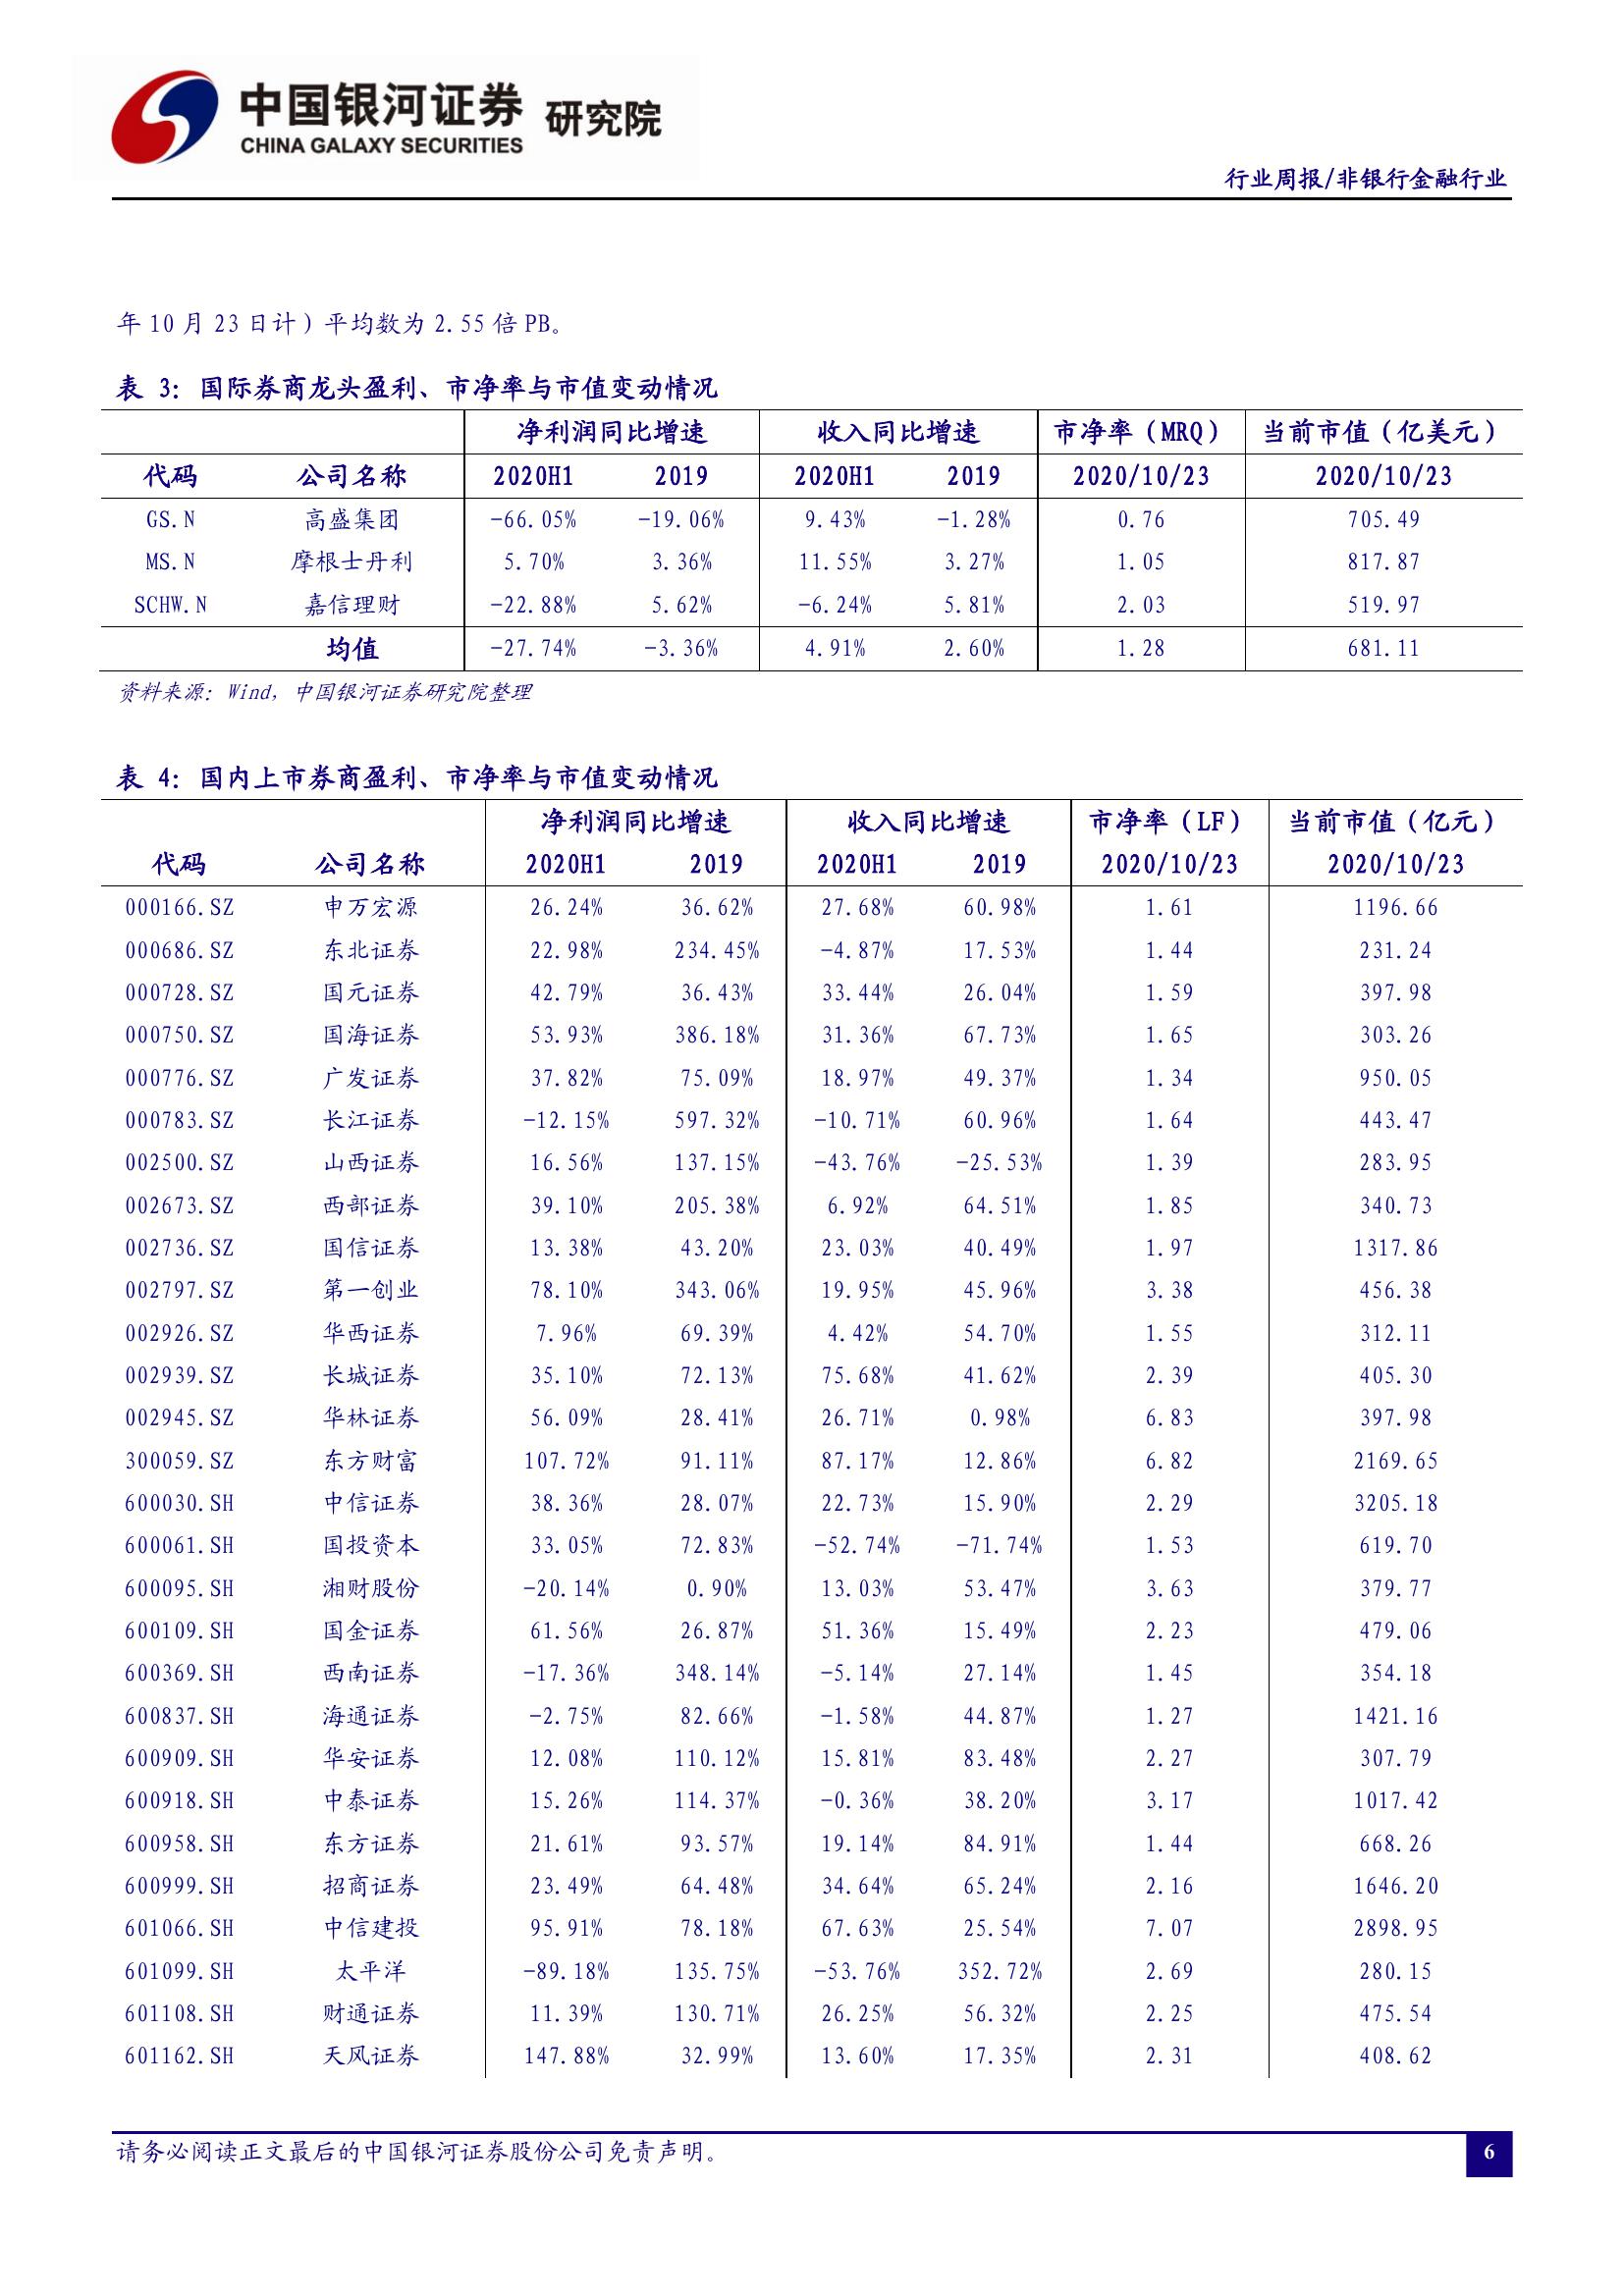 中国银河证券 研究院
CHINA GALAXY SECURITIES
行业周报/非银行金融行业
年 10 月 23 日计）平均数为 2.55 倍 PB。
表 3: 国际券商龙头盈利、市净率与市值变动情况
净利润同比增速 收入同比增速 市净率（MRQ） 当前市值（亿美元）
代码 公司名称 2020H1 2019 2020H1 2019 2020/10/23 2020/10/23
GS.N 高盛集团 -66.05% -19.06% 9.43% -1.28% 0.76 705.49
MS.N 摩根士丹利 5.70% 3.36% 11.55% 3.27% 1.05 817.87
SCHW.N 嘉信理财 -22.88% 5.62% -6.24% 5.81% 2.03 519.97
均值 -27.74% -3.36% 4.91% 2.60% 1.28 681.11
资料来源: Wind, 中国银河证券研究院整理
表 4: 国内上市券商盈利、市净率与市值变动情况
净利润同比增速 收入同比增速 市净率（LF） 当前市值（亿元）
代码 公司名称 2020H1 2019 2020H1 2019 2020/10/23 2020/10/23
000166.SZ 申万宏源 26.24% 36.62% 27.68% 60.98% 1.61 1196.66
000686.SZ 东北证券 22.98% 234.45% -4.87% 17.53% 1.44 231.24
000728.SZ 国元证券 42.79% 36.43% 33.44% 26.04% 1.59 397.98
000750.SZ 国海证券 53.93% 386.18% 31.36% 67.73% 1.65 303.26
000776.SZ 广发证券 37.82% 75.09% 18.97% 49.37% 1.34 950.05
000783.SZ 长江证券 -12.15% 597.32% -10.71% 60.96% 1.64 443.47
002500.SZ 山西证券 16.56% 137.15% -43.76% -25.53% 1.39 283.95
002673.SZ 西部证券 39.10% 205.38% 6.92% 64.51% 1.85 340.73
002736.SZ 国信证券 13.38% 43.20% 23.03% 40.49% 1.97 1317.86
002797.SZ 第一创业 78.10% 343.06% 19.95% 45.96% 3.38 456.38
002926.SZ 华西证券 7.96% 69.39% 4.42% 54.70% 1.55 312.11
002939.SZ 长城证券 35.10% 72.13% 75.68% 41.62% 2.39 405.30
002945.SZ 华林证券 56.09% 28.41% 26.71% 0.98% 6.83 397.98
300059.SZ 东方财富 107.72% 91.11% 87.17% 12.86% 6.82 2169.65
600030.SH 中信证券 38.36% 28.07% 22.73% 15.90% 2.29 3205.18
600061.SH 国投资本 33.05% 72.83% -52.74% -71.74% 1.53 619.70
600095.SH 湘财股份 -20.14% 0.90% 13.03% 53.47% 3.63 379.77
600109.SH 国金证券 61.56% 26.87% 51.36% 15.49% 2.23 479.06
600369.SH 西南证券 -17.36% 348.14% -5.14% 27.14% 1.45 354.18
600837.SH 海通证券 -2.75% 82.66% -1.58% 44.87% 1.27 1421.16
600909.SH 华安证券 12.08% 110.12% 15.81% 83.48% 2.27 307.79
600918.SH 中泰证券 15.26% 114.37% -0.36% 38.20% 3.17 1017.42
600958.SH 东方证券 21.61% 93.57% 19.14% 84.91% 1.44 668.26
600999.SH 招商证券 23.49% 64.48% 34.64% 65.24% 2.16 1646.20
601066.SH 中信建投 95.91% 78.18% 67.63% 25.54% 7.07 2898.95
601099.SH 太平洋 -89.18% 135.75% -53.76% 352.72% 2.69 280.15
601108.SH 财通证券 11.39% 130.71% 26.25% 56.32% 2.25 475.54
601162.SH 天风证券 147.88% 32.99% 13.60% 17.35% 2.31 408.62
请务必阅读正文最后的中国银河证券股份公司免责声明。
6